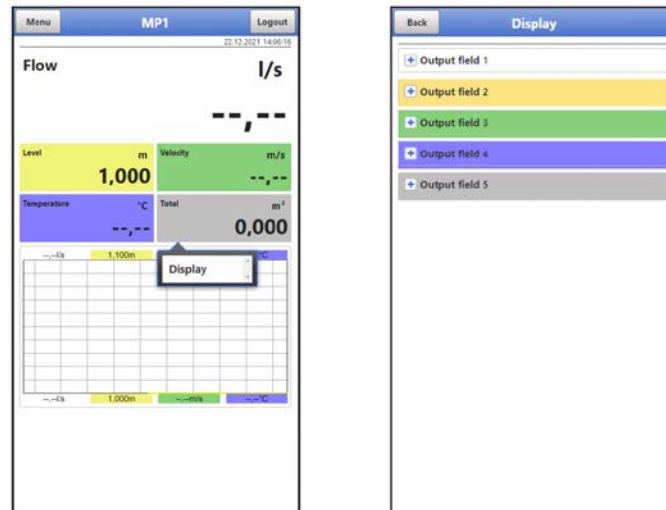 Menu MP1 Logout
22.12.2021 14:06:16
Flow l/s
--,--
Level m Velocity m/s
1,000 --,--
Temperature °C Total m³
--,-- 0,000
Display
--,--l/s 1,100m °C
--,--l/s 1,000m --,--m/s --,--°C
Back Display
Output field 1
Output field 2
Output field 3
Output field 4
Output field 5